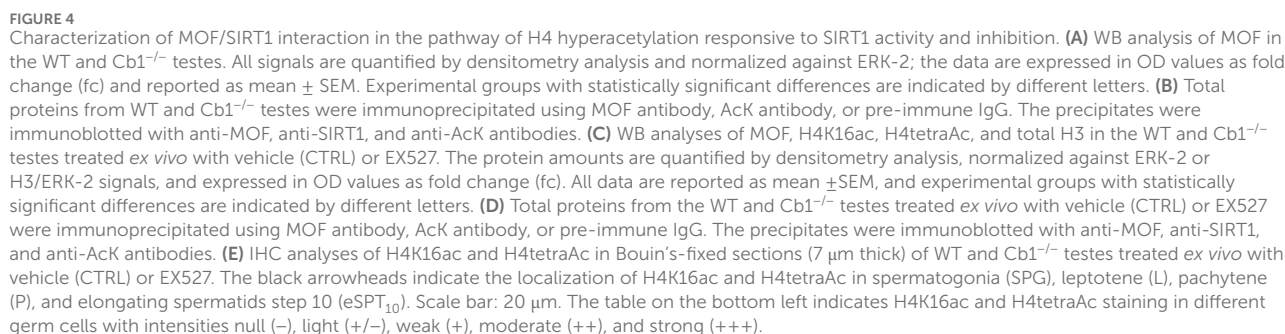 FIGURE 4
Characterization of MOF/SIRT1 interaction in the pathway of H4 hyperacetylation responsive to SIRT1 activity and inhibition. (A) WB analysis of MOF in
the WT and Cb1−/− testes. All signals are quantified by densitometry analysis and normalized against ERK-2; the data are expressed in OD values as fold
change (fc) and reported as mean ± SEM. Experimental groups with statistically significant differences are indicated by different letters. (B) Total
proteins from WT and Cb1−/− testes were immunoprecipitated using MOF antibody, AcK antibody, or pre-immune IgG. The precipitates were
immunoblotted with anti-MOF, anti-SIRT1, and anti-AcK antibodies. (C) WB analyses of MOF, H4K16ac, H4tetraAc, and total H3 in the WT and Cb1−/−
testes treated ex vivo with vehicle (CTRL) or EX527. The protein amounts are quantified by densitometry analysis, normalized against ERK-2 or
H3/ERK-2 signals, and expressed in OD values as fold change (fc). All data are reported as mean ±SEM, and experimental groups with statistically
significant differences are indicated by different letters. (D) Total proteins from the WT and Cb1−/− testes treated ex vivo with vehicle (CTRL) or EX527
were immunoprecipitated using MOF antibody, AcK antibody, or pre-immune IgG. The precipitates were immunoblotted with anti-MOF, anti-SIRT1,
and anti-AcK antibodies. (E) IHC analyses of H4K16ac and H4tetraAc in Bouin's-fixed sections (7 μm thick) of WT and Cb1−/− testes treated ex vivo with
vehicle (CTRL) or EX527. The black arrowheads indicate the localization of H4K16ac and H4tetraAc in spermatogonia (SPG), leptotene (L), pachytene
(P), and elongating spermatids step 10 (eSPT10). Scale bar: 20 μm. The table on the bottom left indicates H4K16ac and H4tetraAc staining in different
germ cells with intensities null (−), light (+/−), weak (+), moderate (++), and strong (+++).